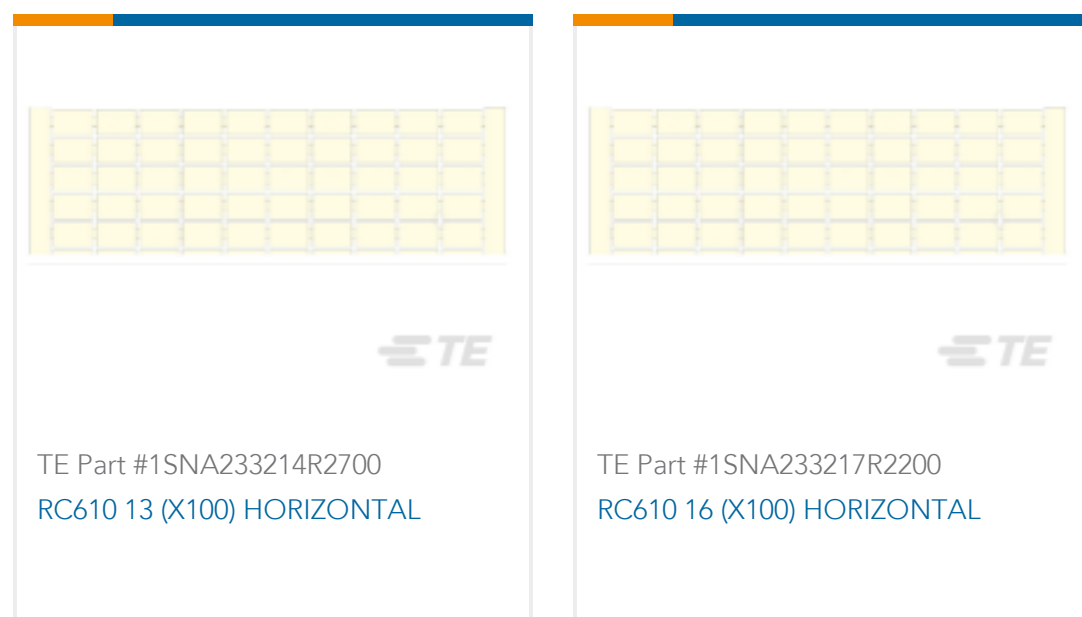 TE
TE Part #1SNA233214R2700
RC610 13 (X100) HORIZONTAL
TE
TE Part #1SNA233217R2200
RC610 16 (X100) HORIZONTAL